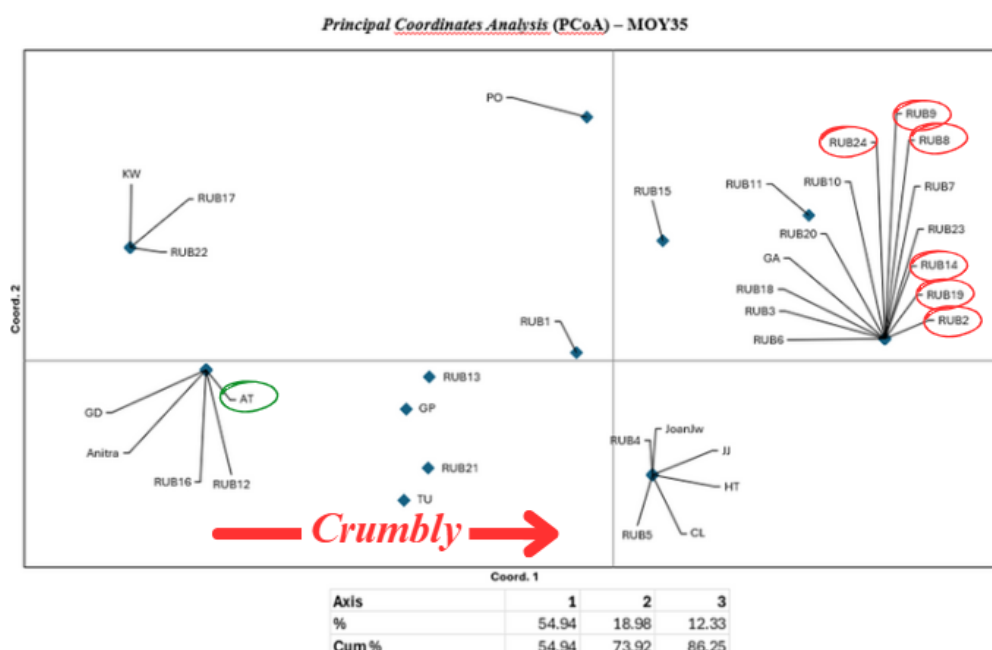 Principal Coordinates Analysis (PCoA) – MOY35
PO
RUB9
RUB24
RUB8
KW
RUB17
RUB15
RUB11
RUB10
RUB7
RUB22
RUB20
RUB23
GA
RUB14
RUB18
RUB19
RUB3
RUB2
RUB1
RUB6
Coord. 2
RUB13
AT
GP
GD
Anitra
RUB16
RUB12
RUB21
TU
JoanJw
RUB4
JJ
HT
RUB5
CL
Crumbly
Coord. 1
Axis 1 2 3
% 54.94 18.98 12.33
Cum % 54.94 73.92 86.25